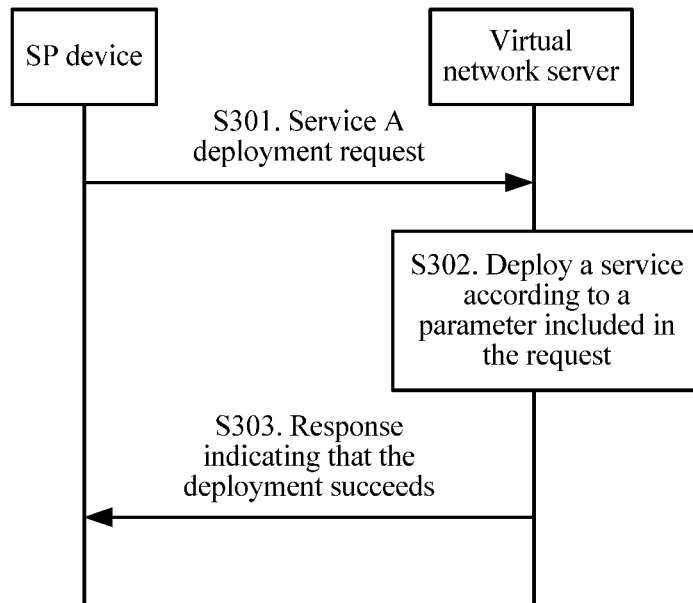 SP device
Virtual
network server
S301. Service A
deployment request
S302. Deploy a service
according to a
parameter included in
the request
S303. Response
indicating that the
deployment succeeds